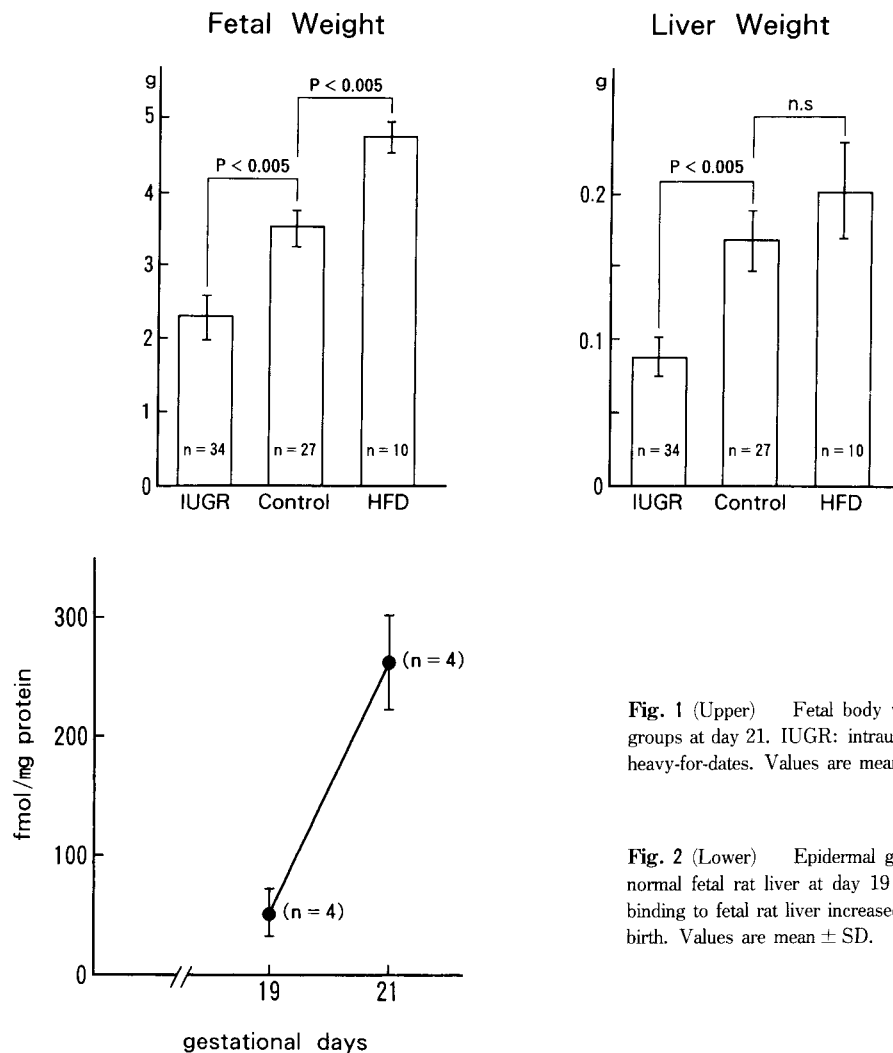 Fetal Weight
g
5
4
3
2
1
0
P < 0.005
P < 0.005
n = 34
n = 27
n = 10
IUGR
Control
HFD
Liver Weight
g
0.2
0.1
0
P < 0.005
n.s
n = 34
n = 27
n = 10
IUGR
Control
HFD
fmol/mg protein
300
200
100
0
(n = 4)
(n = 4)
19
21
gestational days
Fig. 1 (Upper) Fetal body
groups at day 21. IUGR: intrau
heavy-for-dates. Values are mean
Fig. 2 (Lower) Epidermal g
normal fetal rat liver at day 19
binding to fetal rat liver increased
birth. Values are mean ± SD.